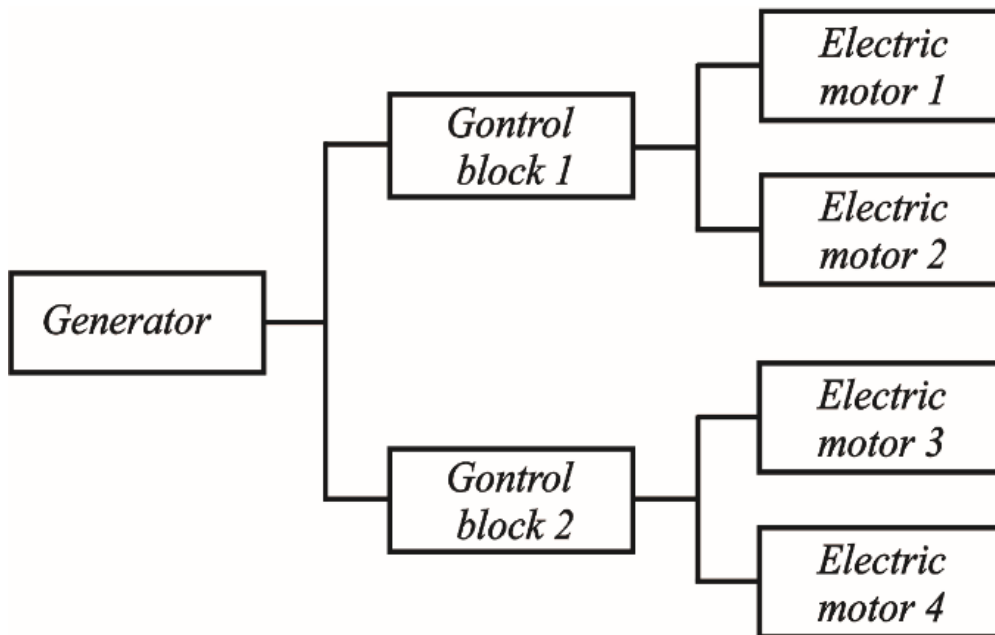 Electric
motor 1
Gontrol
block 1
Electric
motor 2
Generator
Electric
motor 3
Gontrol
block 2
Electric
motor 4